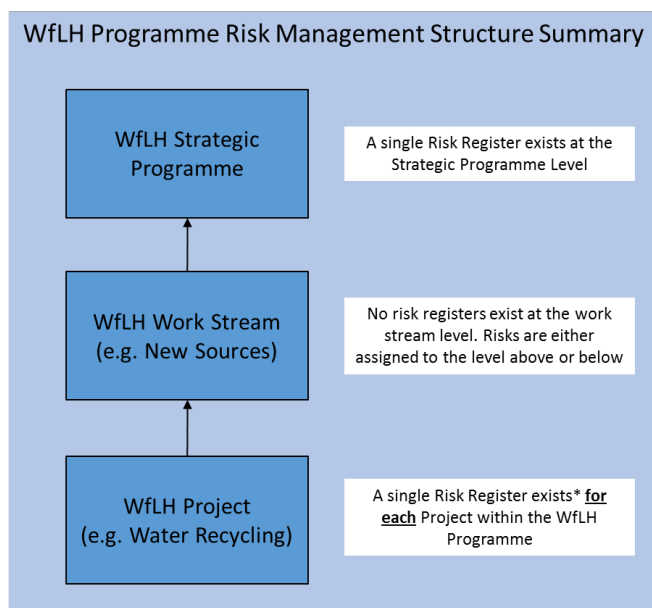 WfLH Programme Risk Management Structure Summary
WfLH Strategic
Programme
A single Risk Register exists at the
Strategic Programme Level
WfLH Work Stream
(e.g. New Sources)
No risk registers exist at the work
stream level. Risks are either
assigned to the level above or below
WfLH Project
(e.g. Water Recycling)
A single Risk Register exists* for
each Project within the WfLH
Programme